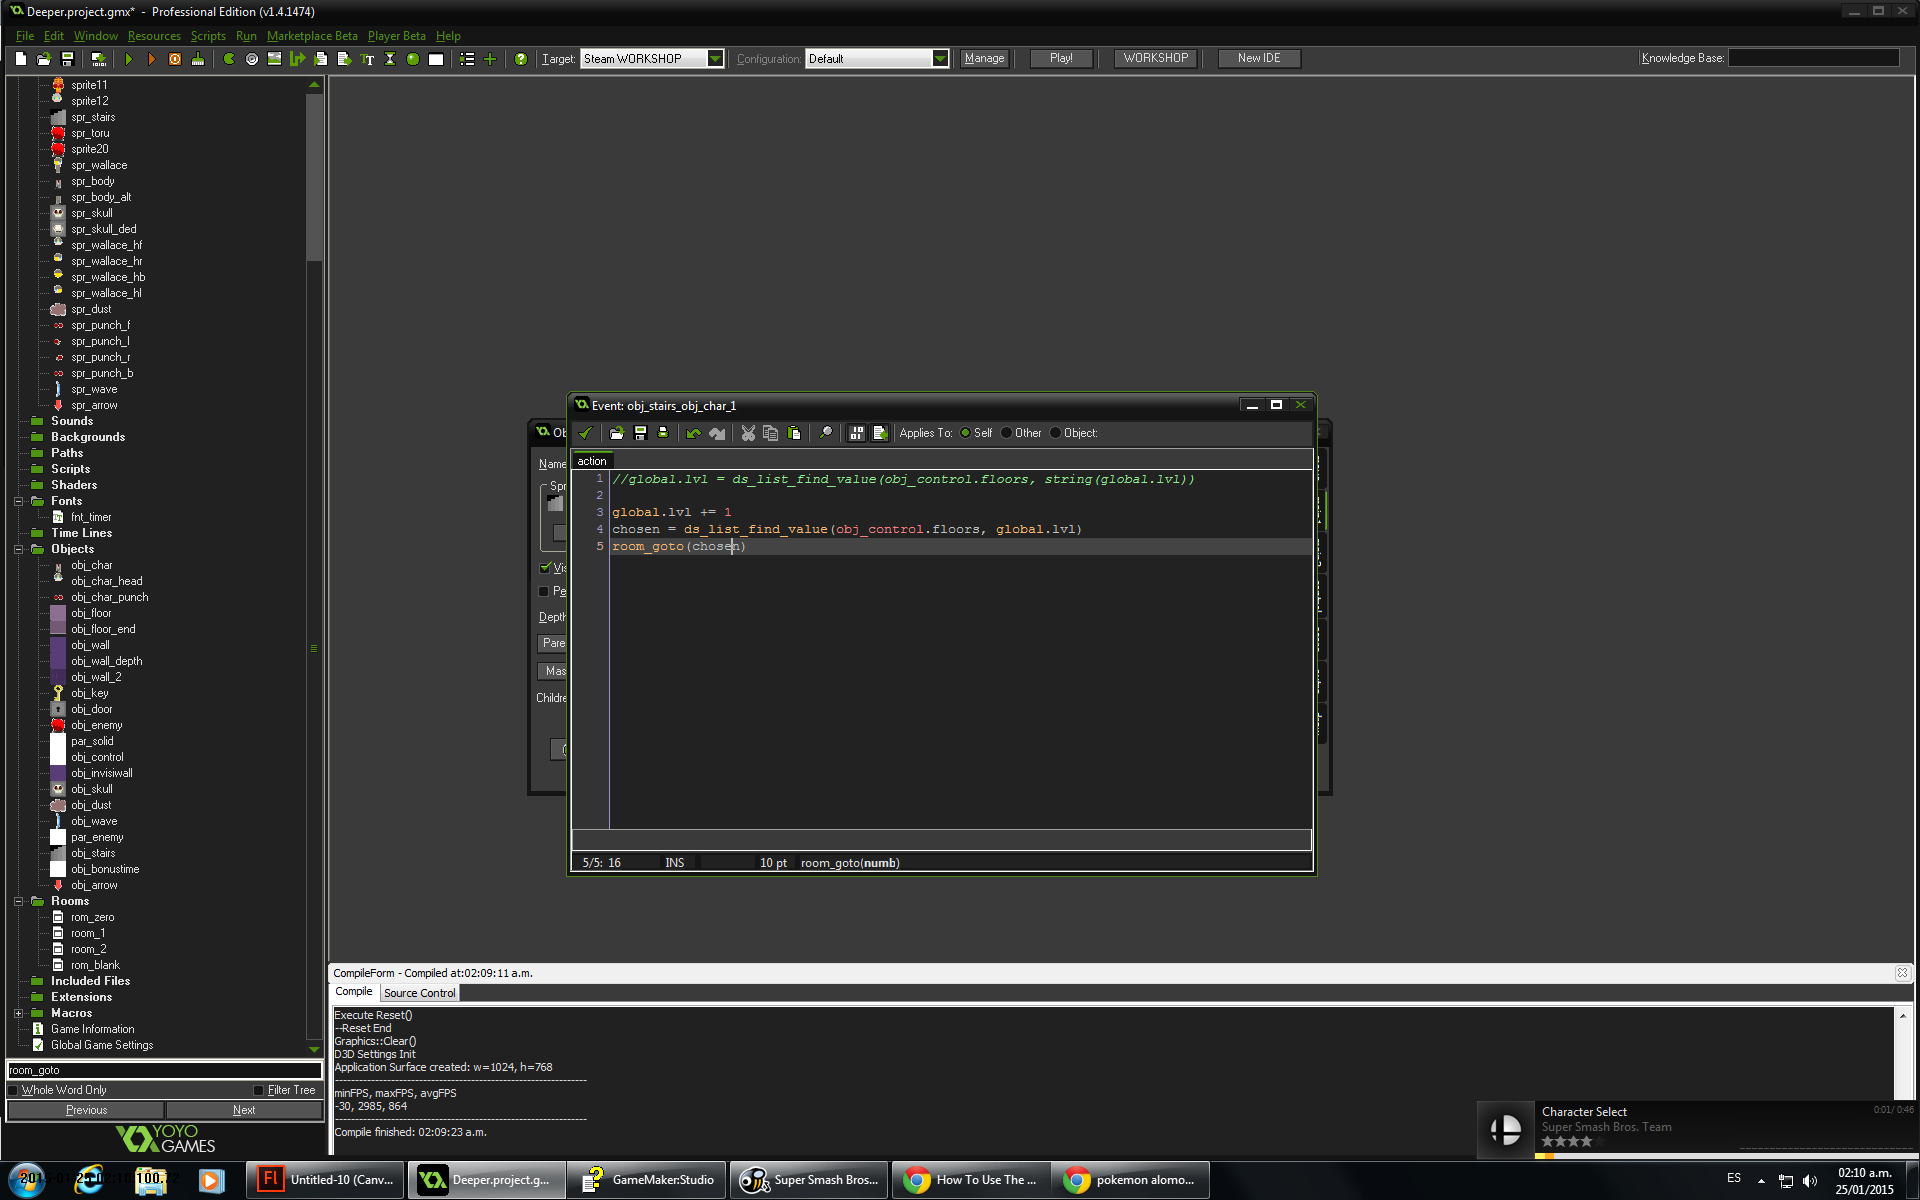 Deeper.project.gmx* - Professional Edition (v1.4.1474)
File Edit Window Resources Scripts Run Marketplace Beta Player Beta Help
Target: Steam WORKSHOP Configuration: Default Manage Play! WORKSHOP New IDE Knowledge Base:
sprite11
sprite12
spr_stairs
spr_toru
sprite20
spr_wallace
spr_body
spr_body_alt
spr_skull
spr_skull_ded
spr_wallace_hf
spr_wallace_hr
spr_wallace_hb
spr_wallace_hl
spr_dust
spr_punch_f
spr_punch_l
spr_punch_r
spr_punch_b
spr_wave
spr_arrow
Sounds
Backgrounds
Paths
Scripts
Shaders
Fonts
fnt_timer
Time Lines
Objects
obj_char
obj_char_head
obj_char_punch
obj_floor
obj_floor_end
obj_wall
obj_wall_depth
obj_wall_2
obj_key
obj_door
obj_enemy
par_solid
obj_control
obj_invisiwall
obj_skull
obj_dust
obj_wave
par_enemy
obj_stairs
obj_bonustime
obj_arrow
Rooms
rom_zero
room_1
room_2
rom_blank
Included Files
Extensions
Macros
Game Information
Global Game Settings
room_goto
Whole Word Only Filter Tree
Previous Next
YOYO
GAMES
Ob
Name
Spr
Vis
Pe
Depth
Pare
Mas
Childre
Event: obj_stairs_obj_char_1
Applies To: Self Other Object:
action
1 //global.lvl = ds_list_find_value(obj_control.floors, string(global.lvl))
2
3 global.lvl += 1
4 chosen = ds_list_find_value(obj_control.floors, global.lvl)
5 room_goto(chosen)
5/5: 16 INS 10 pt room_goto(numb)
CompileForm - Compiled at:02:09:11 a.m.
Compile Source Control
Execute Reset()
--Reset End
Graphics::Clear()
D3D Settings Init
Application Surface created: w=1024, h=768
minFPS, maxFPS, avgFPS
-30, 2985, 864
Compile finished: 02:09:23 a.m.
Character Select 0:01/ 0:46
Super Smash Bros. Team
Untitled-10 (Canv... Deeper.project.g... GameMaker:Studio Super Smash Bros... How To Use The ... pokemon alomo... ES
02:10 a.m.
25/01/2015